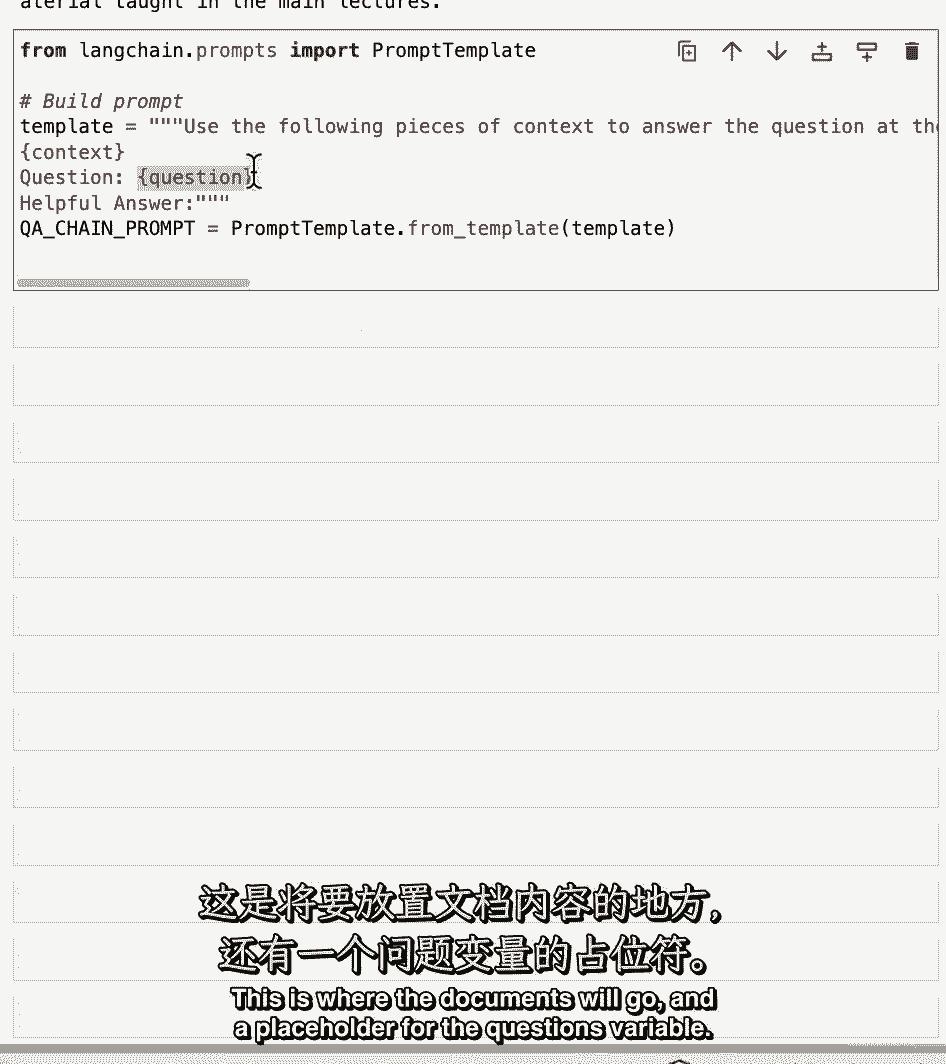 aterial taught in the main lectures.
from langchain.prompts import PromptTemplate
# Build prompt
template = """Use the following pieces of context to answer the question at the
{context}
Question: {question}
Helpful Answer:"""
QA_CHAIN_PROMPT = PromptTemplate.from_template(template)
这是将要放置文档内容的地方，
还有一个问题变量的占位符。
This is where the documents will go, and
a placeholder for the questions variable.